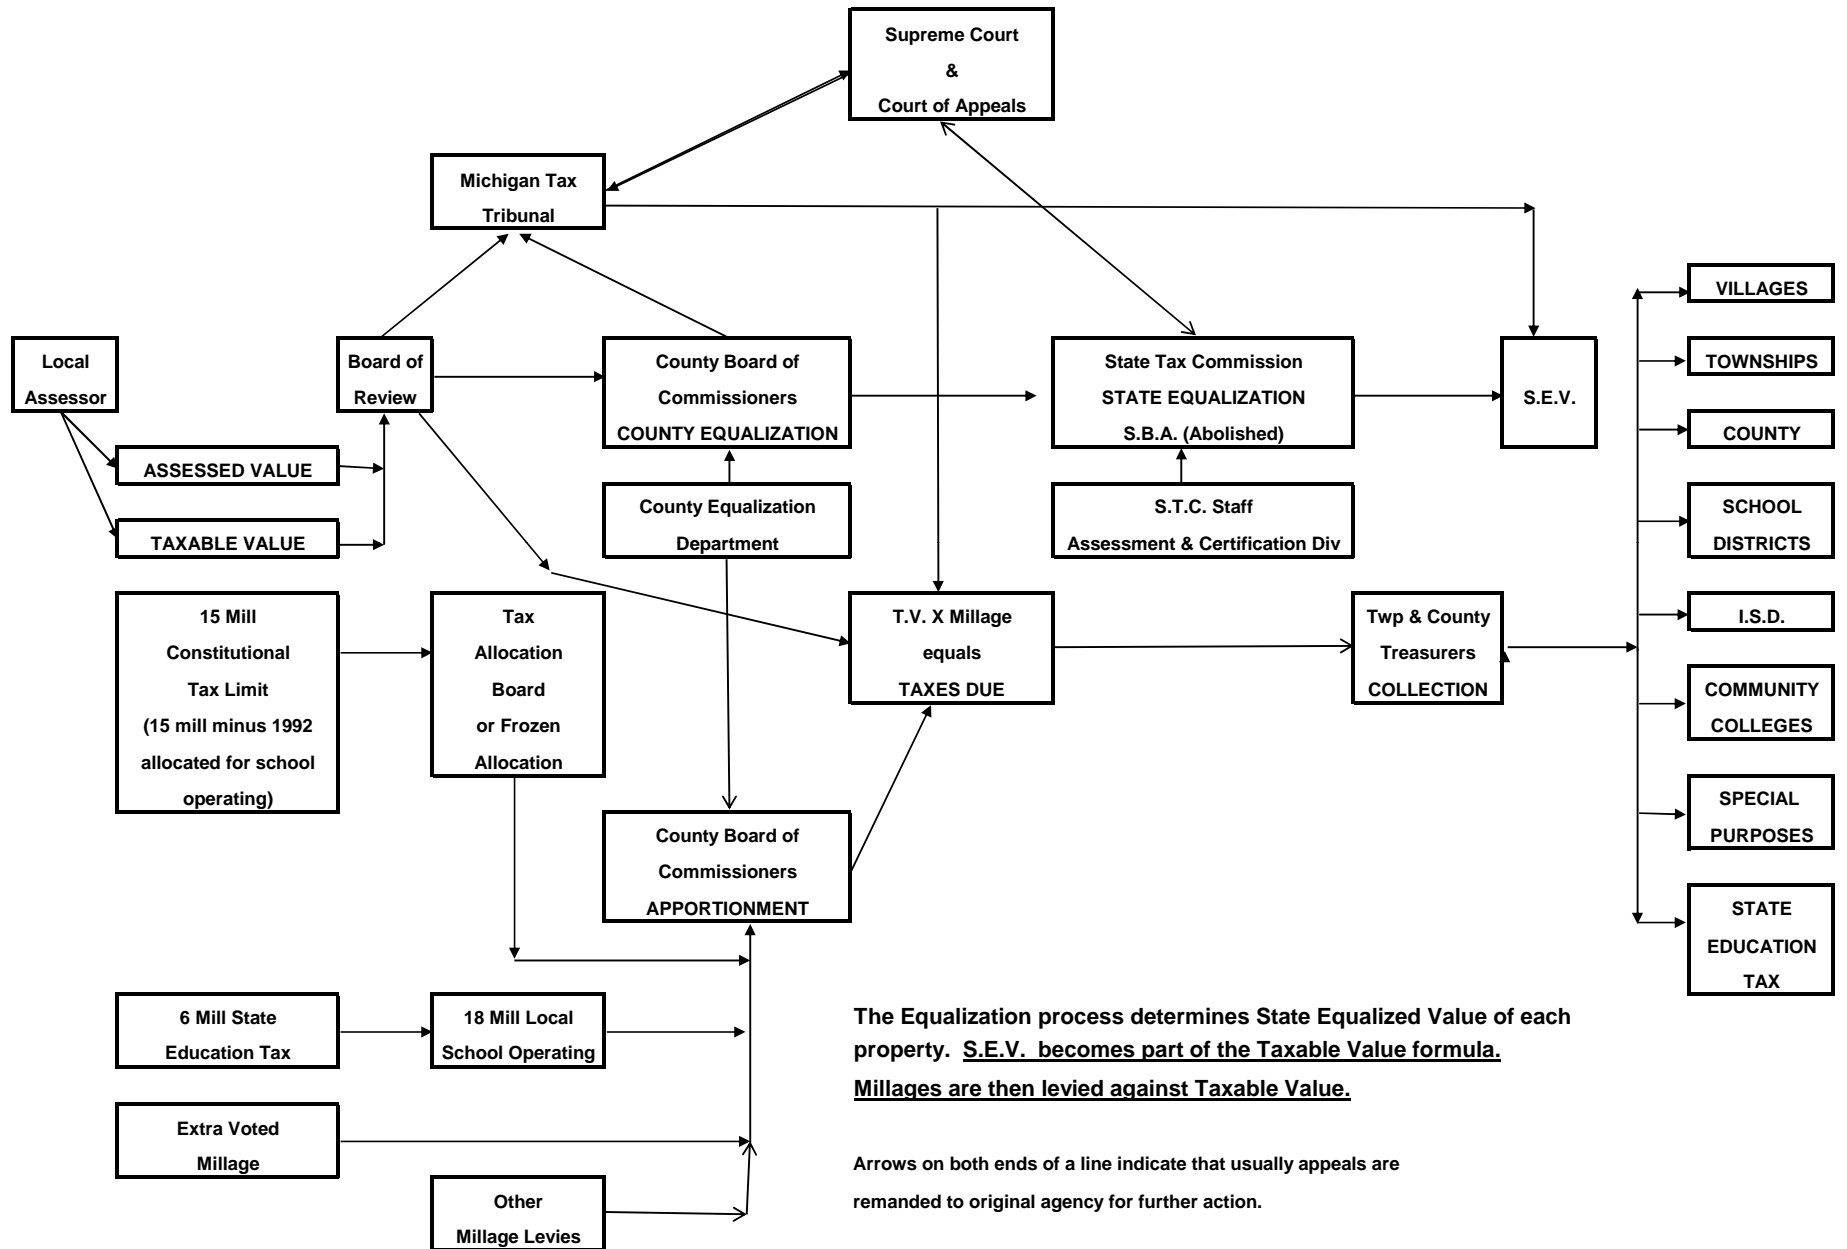 Supreme Court
&
Court of Appeals
Michigan Tax
Tribunal
Local
Assessor
Board of
Review
County Board of
Commissioners
COUNTY EQUALIZATION
State Tax Commission
STATE EQUALIZATION
S.B.A. (Abolished)
S.E.V.
ASSESSED VALUE
TAXABLE VALUE
County Equalization
Department
S.T.C. Staff
Assessment & Certification Div
15 Mill
Constitutional
Tax Limit
(15 mill minus 1992
allocated for school
operating)
Tax
Allocation
Board
or Frozen
Allocation
T.V. X Millage
equals
TAXES DUE
Twp & County
Treasurers
COLLECTION
VILLAGES
TOWNSHIPS
COUNTY
SCHOOL
DISTRICTS
I.S.D.
COMMUNITY
COLLEGES
SPECIAL
PURPOSES
STATE
EDUCATION
TAX
County Board of
Commissioners
APPORTIONMENT
6 Mill State
Education Tax
18 Mill Local
School Operating
Extra Voted
Millage
Other
Millage Levies
The Equalization process determines State Equalized Value of each
property. S.E.V. becomes part of the Taxable Value formula.
Millages are then levied against Taxable Value.
Arrows on both ends of a line indicate that usually appeals are
remanded to original agency for further action.